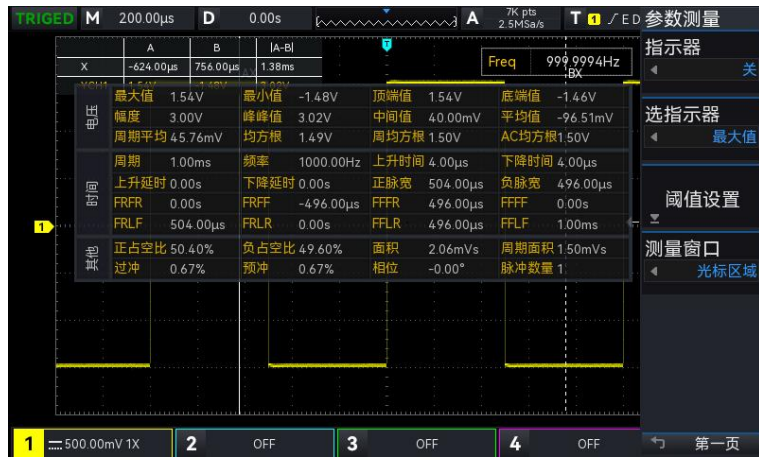 TRIGED M 200.00μs D 0.00s A 7K pts 2.5MSa/s T 1 E D 参数测量
T
A B |A-B|
X -624.00μs 756.00μs 1.38ms
Freq 999.9994Hz
BX
最大值 1.54V 最小值 -1.48V 顶端值 1.54V 底端值 -1.46V
电压 幅度 3.00V 峰峰值 3.02V 中间值 40.00mV 平均值 -96.51mV
周期平均 45.76mV 均方根 1.49V 周均方根 1.50V AC均方根 1.50V
周期 1.00ms 频率 1000.00Hz 上升时间 4.00μs 下降时间 4.00μs
时间 上升延时 0.00s 下降延时 0.00s 正脉宽 504.00μs 负脉宽 496.00μs
FRFR 0.00s FRFF -496.00μs FFFR 496.00μs FFFF 0.00s
1 FRLF 504.00μs FRLR 0.00s FFLR 496.00μs FFLF 1.00ms
其他 正占空比 50.40% 负占空比 49.60% 面积 2.06mVs 周期面积 1.50mVs
过冲 0.67% 预冲 0.67% 相位 -0.00° 脉冲数量 1
指示器
关
选指示器
最大值
阈值设置
测量窗口
光标区域
1 500.00mV 1X 2 OFF 3 OFF 4 OFF 第一页